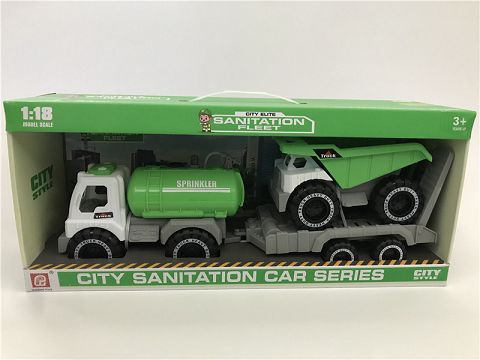 1:18
MODEL SCALE
CITY ELITE
SANITATION
FLEET
3+
CITY
STYLE
SPRINKLER
Truck
CITY SANITATION CAR SERIES
CITY
STYLE